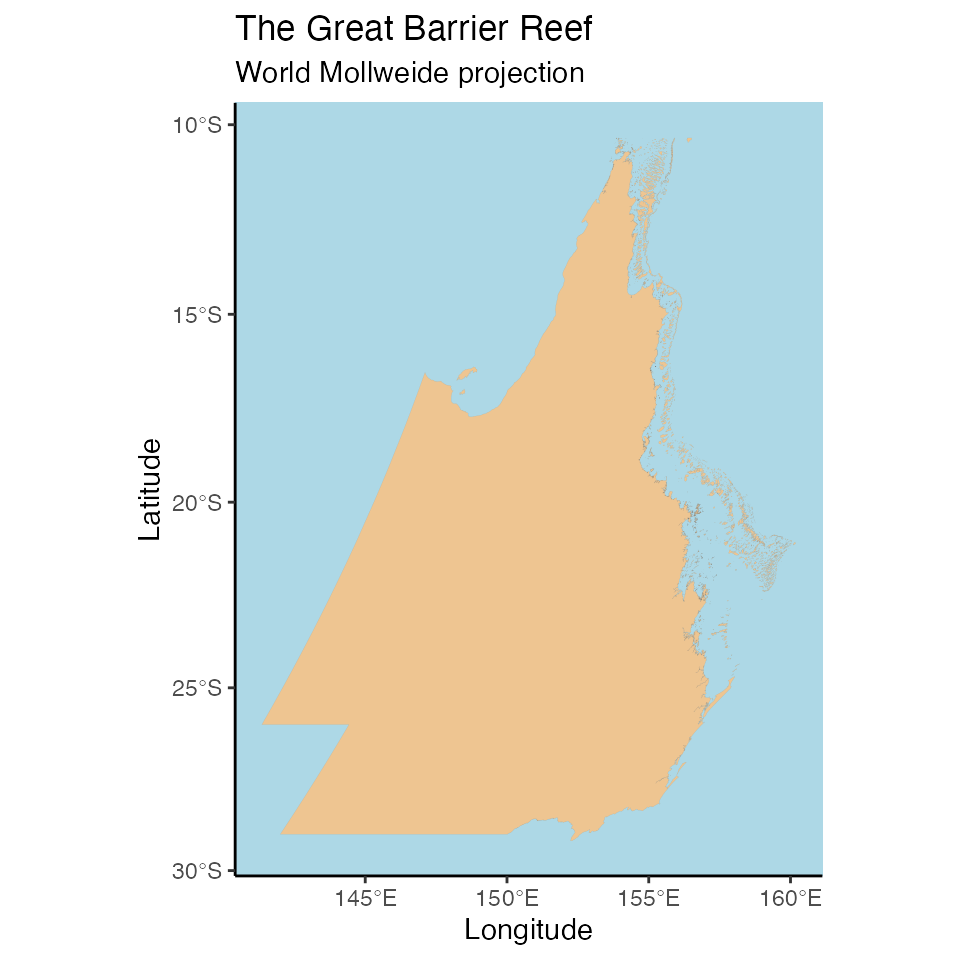 The Great Barrier Reef
World Mollweide projection
10°S
15°S
20°S
25°S
30°S
Latitude
145°E 150°E 155°E 160°E
Longitude